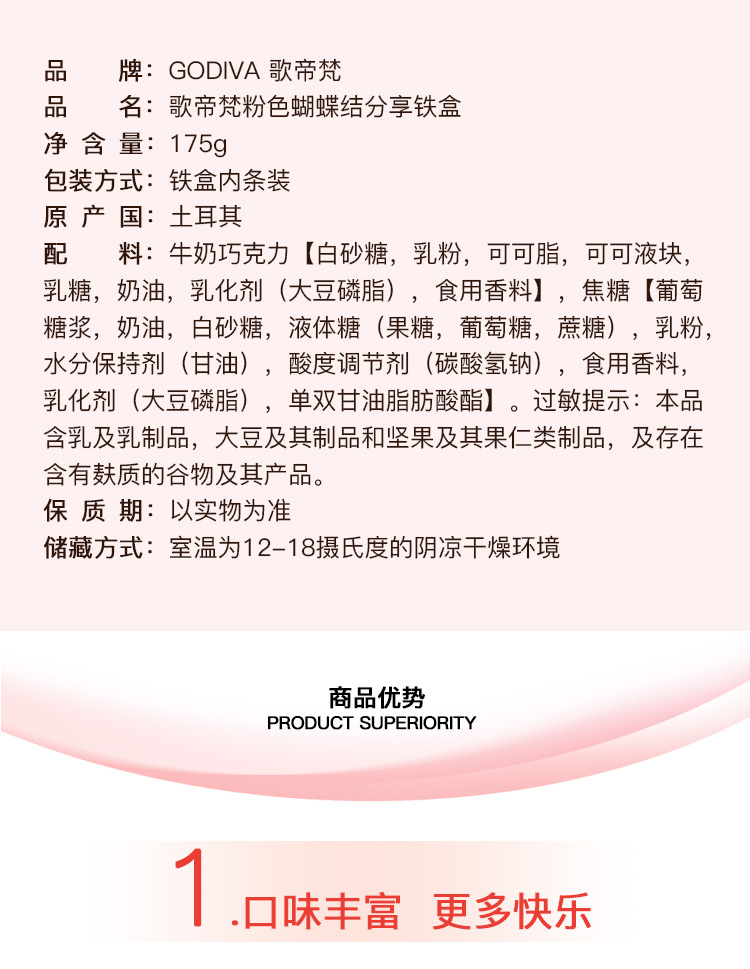 品 牌：GODIVA 歌帝梵
品 名：歌帝梵粉色蝴蝶结分享铁盒
净 含 量：175g
包装方式：铁盒内条装
原 产 国：土耳其
配 料：牛奶巧克力【白砂糖，乳粉，可可脂，可可液块，
乳糖，奶油，乳化剂（大豆磷脂），食用香料】，焦糖【葡萄
糖浆，奶油，白砂糖，液体糖（果糖，葡萄糖，蔗糖），乳粉，
水分保持剂（甘油），酸度调节剂（碳酸氢钠），食用香料，
乳化剂（大豆磷脂），单双甘油脂肪酸酯】。过敏提示：本品
含乳及乳制品，大豆及其制品和坚果及其果仁类制品，及存在
含有麸质的谷物及其产品。
保 质 期：以实物为准
储藏方式：室温为12-18摄氏度的阴凉干燥环境
商品优势
PRODUCT SUPERIORITY
1.口味丰富 更多快乐